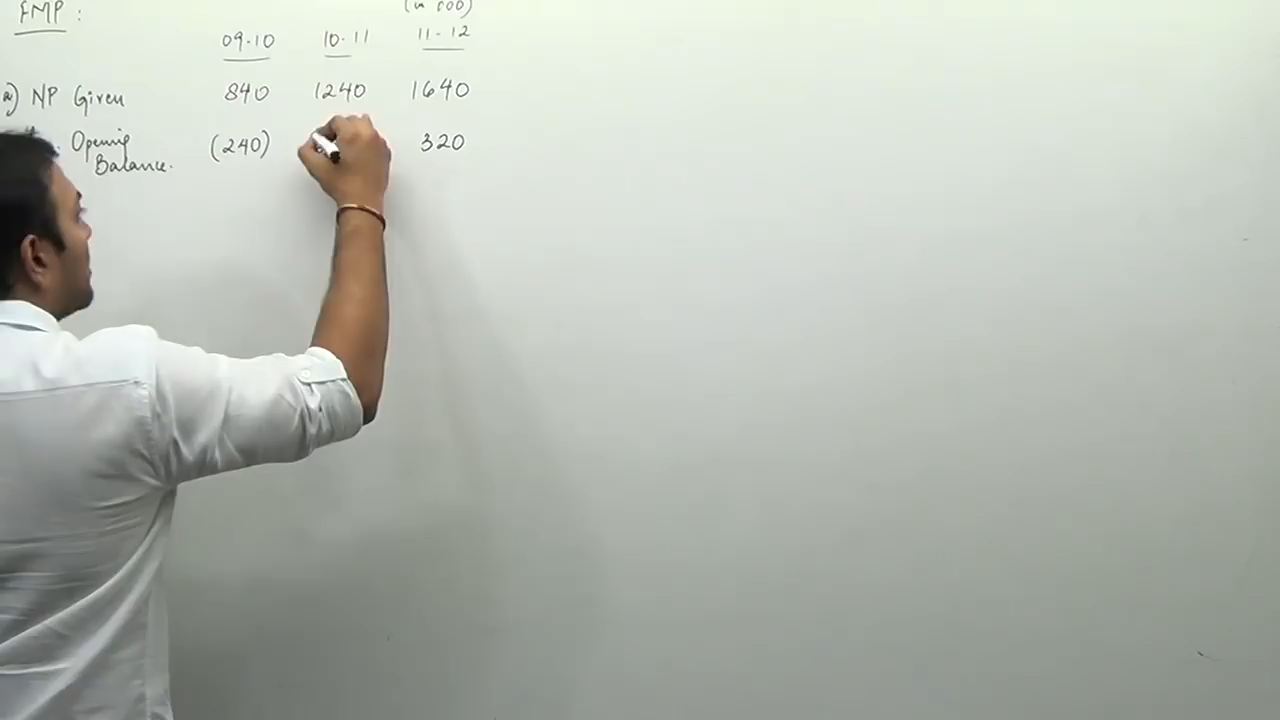 FMP :
(in 000)
09-10 10-11 11-12
a) NP Given 840 1240 1640
Opening (240) 320
Balance.